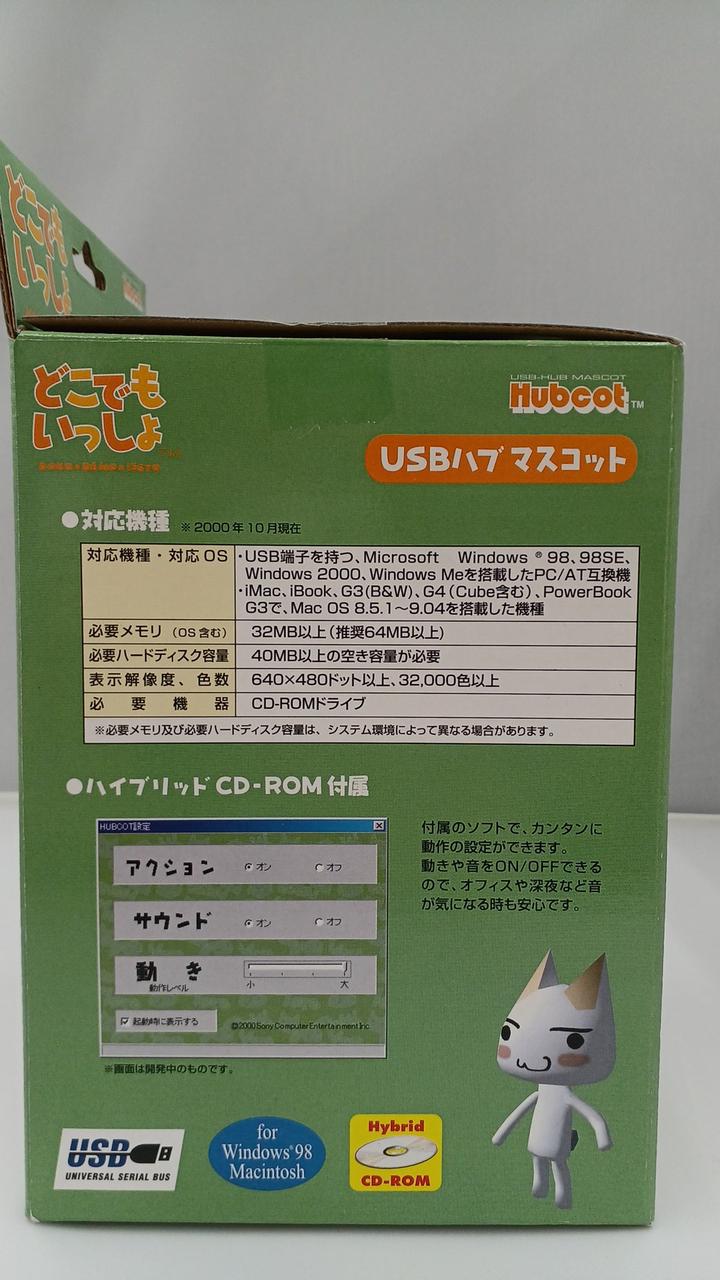 どこでも
いっしょ
Hubcot
どこでも
いっしょ
USB-HUB MASCOT
Hubcot TM
USBハブ マスコット
●対応機種 ※2000年10月現在
対応機種・対応OS
・USB端子を持つ、Microsoft Windows ® 98、98SE、
Windows 2000、Windows Meを搭載したPC/AT互換機
・iMac、iBook、G3(B&W)、G4(Cube含む)、PowerBook
G3で、Mac OS 8.5.1〜9.04を搭載した機種
必要メモリ (OS含む) 32MB以上(推奨64MB以上)
必要ハードディスク容量 40MB以上の空き容量が必要
表示解像度、色数 640×480ドット以上、32,000色以上
必要機器 CD-ROMドライブ
※必要メモリ及び必要ハードディスク容量は、システム環境によって異なる場合があります。
●ハイブリッドCD-ROM付属
HUBCOT設定
アクション オン オフ
サウンド オン オフ
動き
動作レベル 小 大
起動時に表示する
©2000 Sony Computer Entertainment Inc.
※画面は開発中のものです。
付属のソフトで、カンタンに
動作の設定ができます。
動きや音をON/OFFできる
ので、オフィスや深夜など音
が気になる時も安心です。
USB
UNIVERSAL SERIAL BUS
for
Windows®98
Macintosh
Hybrid
CD-ROM